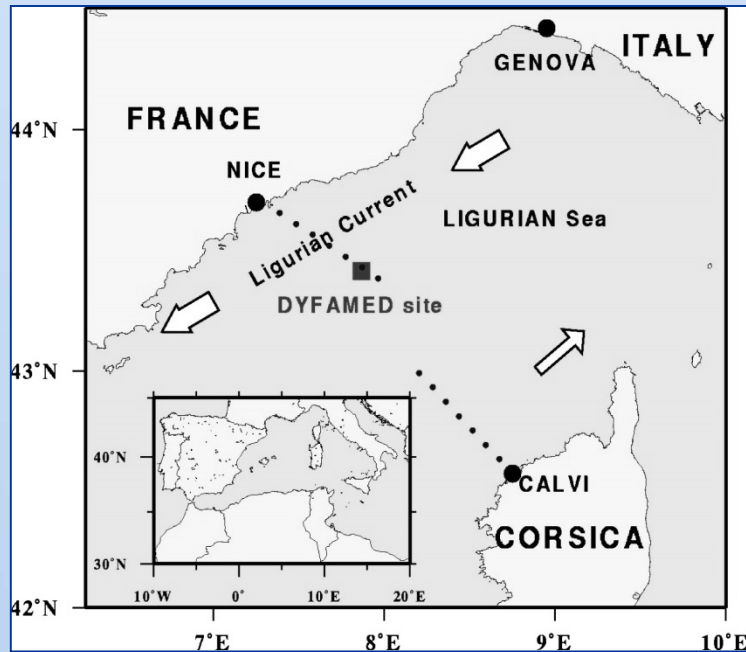 ITALY
GENOVA
44°N
FRANCE
NICE
LIGURIAN Sea
Ligurian Current
DYFAMED site
43°N
40°N
CALVI
CORSICA
30°N
10°W 0° 10°E 20°E
42°N
7°E 8°E 9°E 10°E